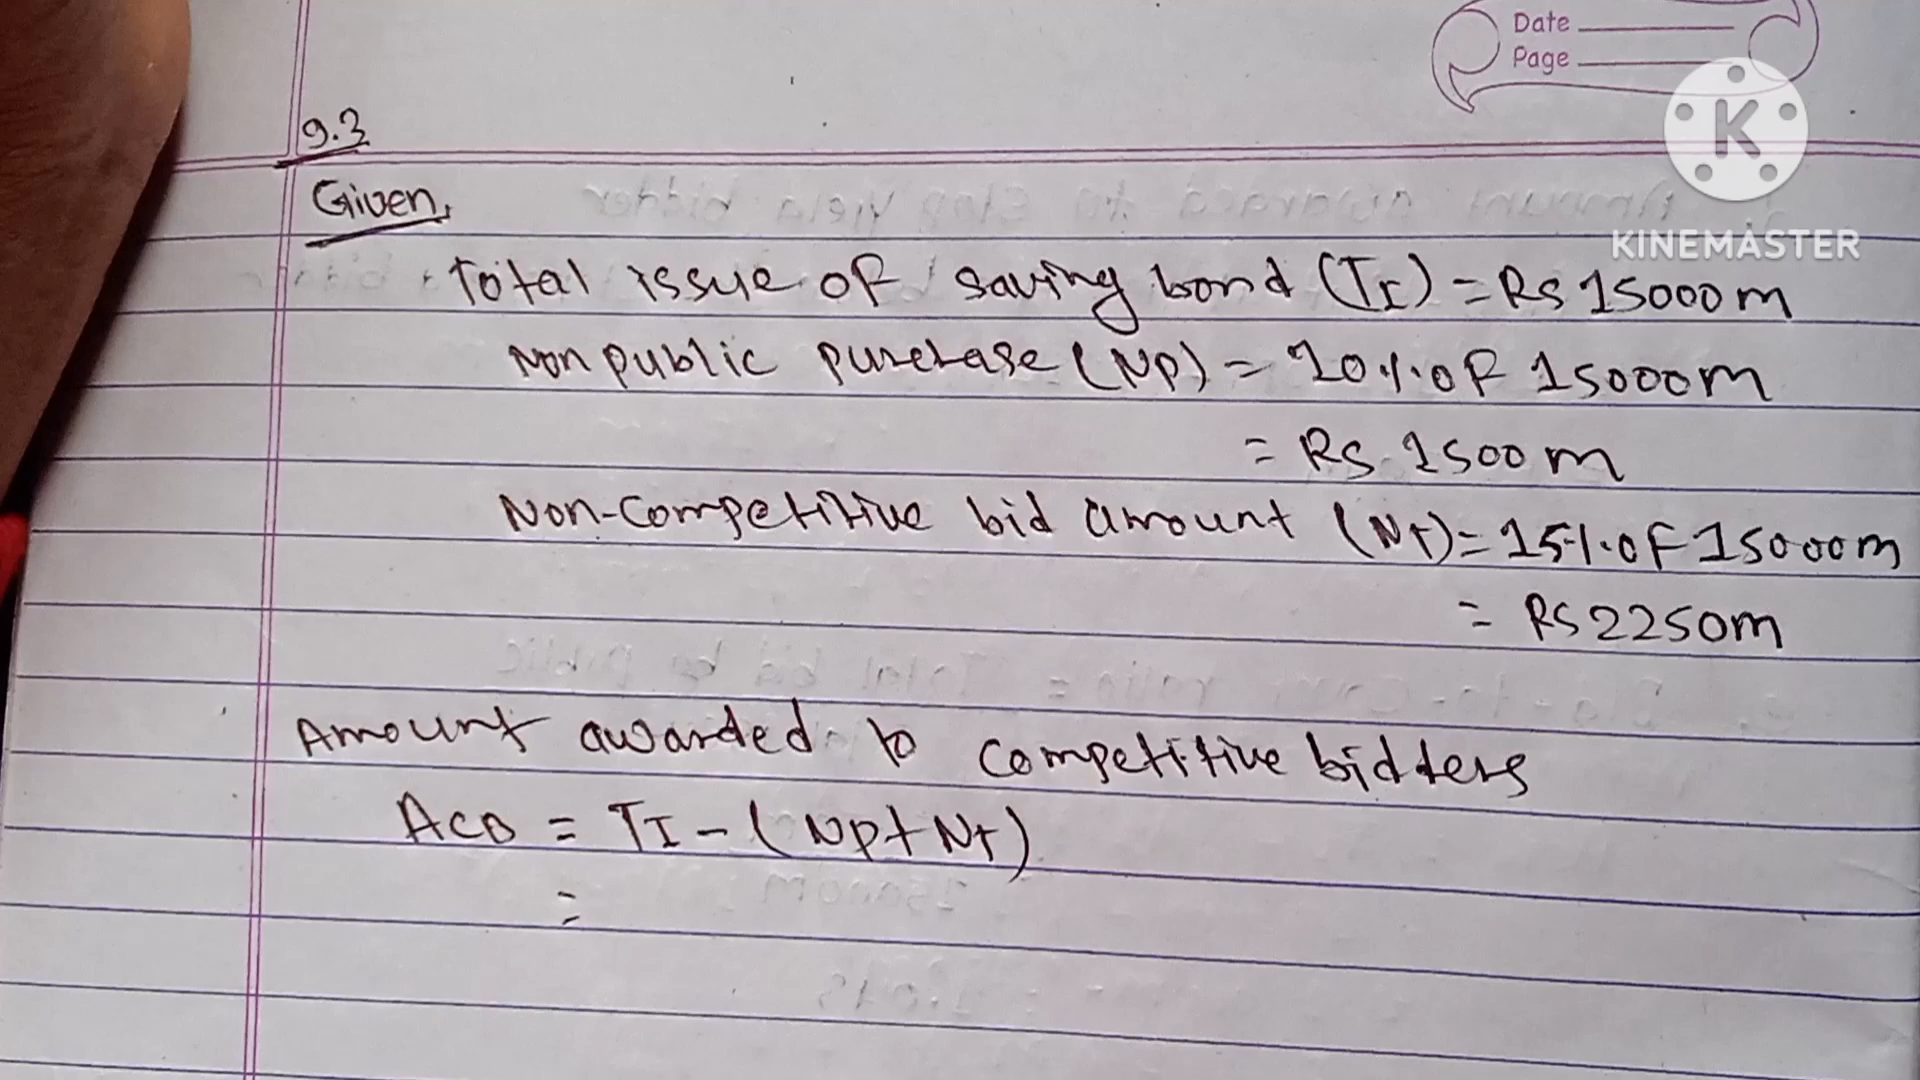 Date
Page
K
KINEMASTER
9.3
Given,
Total issue of saving bond (TI) = Rs 15000m
Non public purchase (Np) = 10% of 15000m
= Rs 1500m
Non-competitive bid amount (NT) = 15% of 15000m
= Rs 2250m
Amount awarded to competitive bidders
ACB = TI - (Np + NT)
=